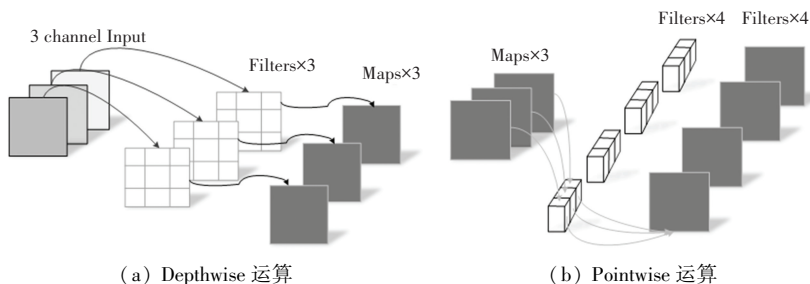 3 channel Input
Filters×3
Maps×3
(a) Depthwise 运算
Maps×3
Filters×4
Filters×4
(b) Pointwise 运算